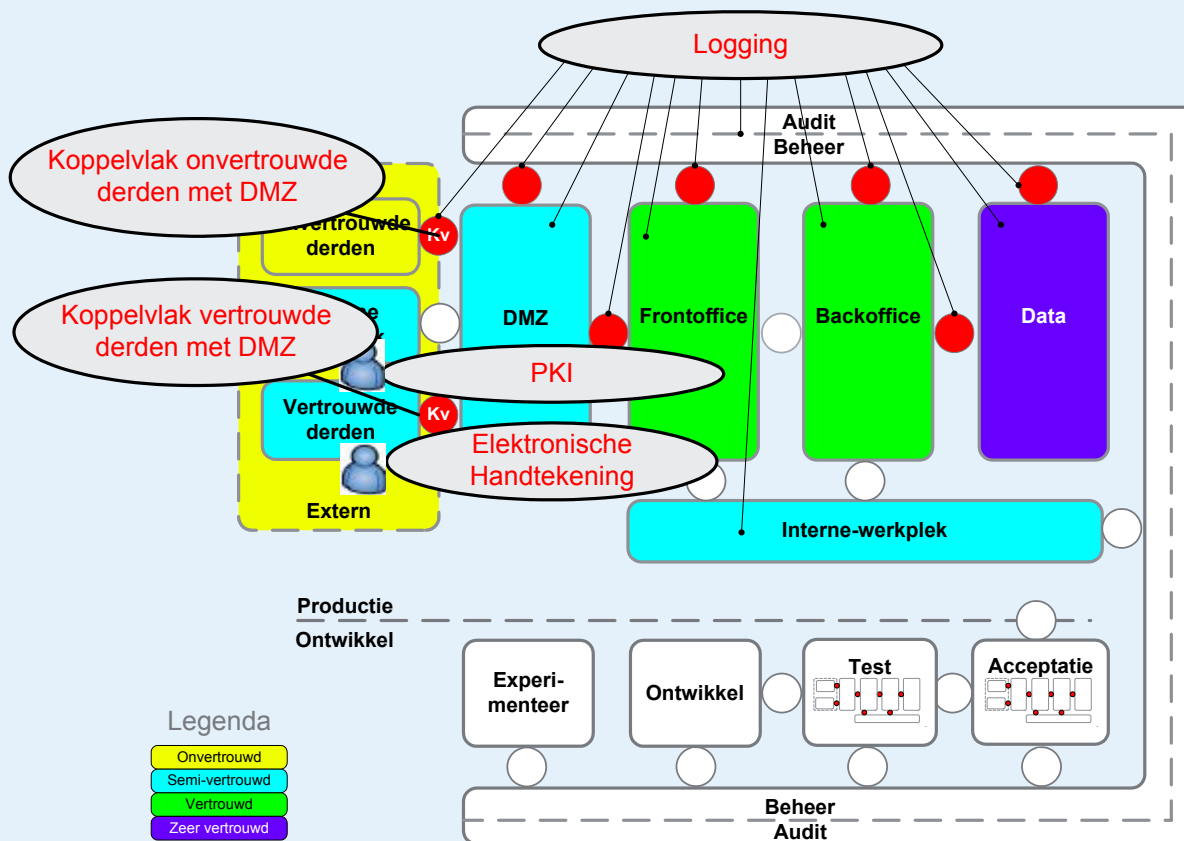 Logging
Audit
Beheer
Koppelvlak onvertrouwde
derden met DMZ
derden
Kv
Koppelvlak vertrouwde
derden met DMZ
DMZ
Frontoffice
Backoffice
Data
PKI
Vertrouwde
derden
Kv
Elektronische
Handtekening
Extern
Interne-werkplek
Productie
Ontwikkel
Experi-
menteer
Ontwikkel
Test
Acceptatie
Legenda
Onvertrouwd
Semi-vertrouwd
Vertrouwd
Zeer vertrouwd
Beheer
Audit